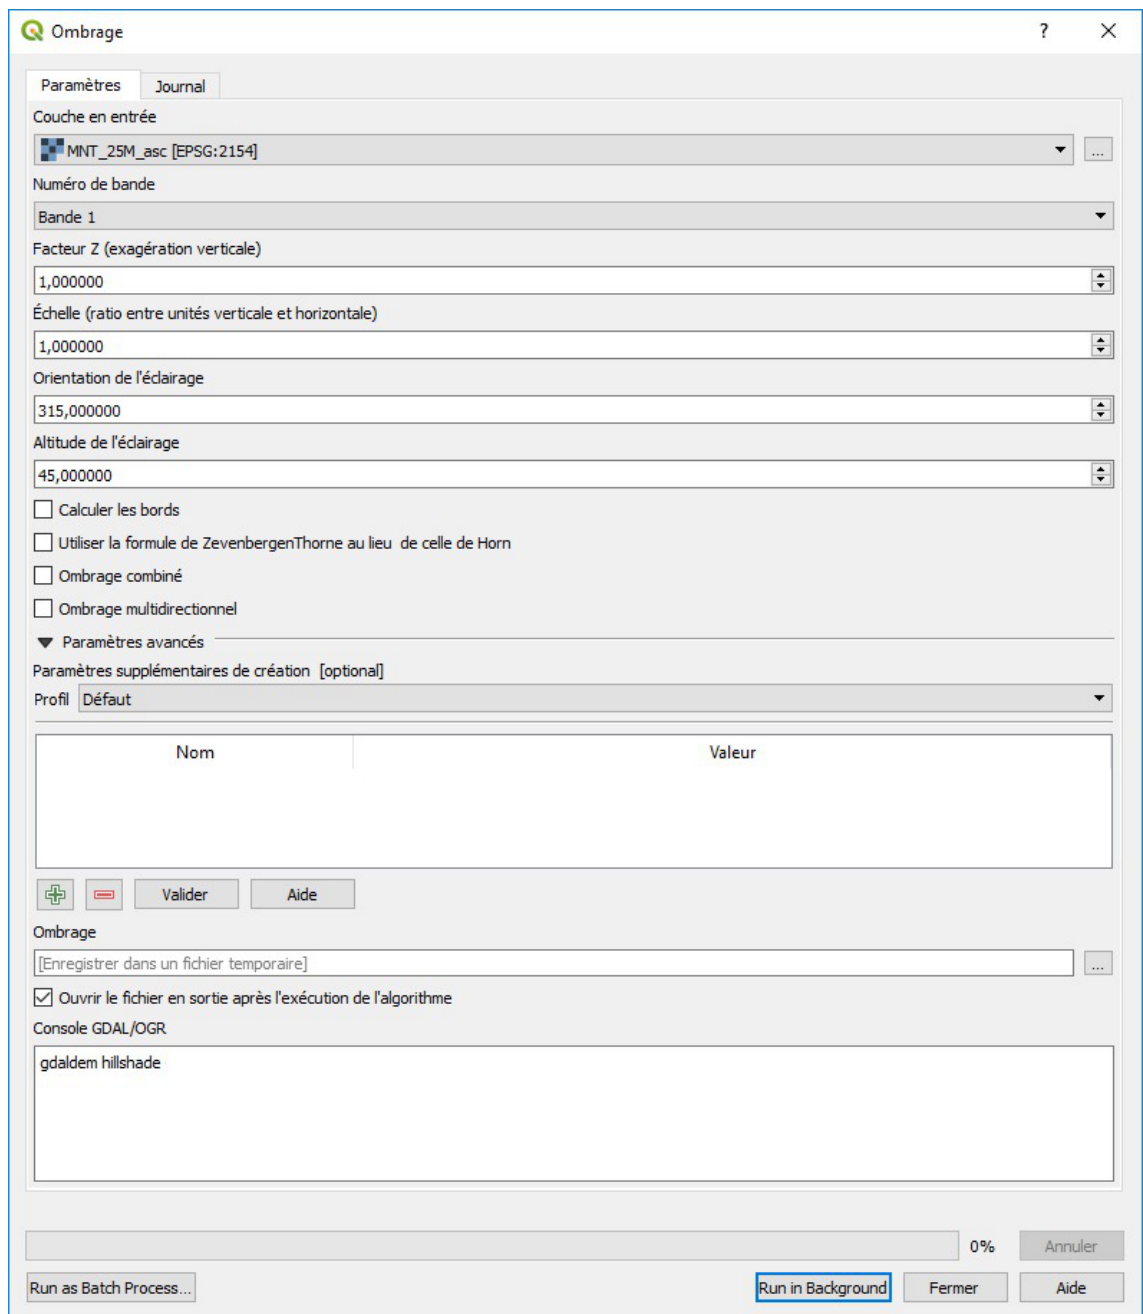 Ombrage
?
Paramètres
Journal
Couche en entrée
MNT_25M_asc [EPSG:2154]
...
Numéro de bande
Bande 1
Facteur Z (exagération verticale)
1,000000
Échelle (ratio entre unités verticale et horizontale)
1,000000
Orientation de l'éclairage
315,000000
Altitude de l'éclairage
45,000000
Calculer les bords
Utiliser la formule de ZevenbergenThorne au lieu  de celle de Horn
Ombrage combiné
Ombrage multidirectionnel
Paramètres avancés
Paramètres supplémentaires de création  [optional]
Profil Défaut
Nom Valeur
Valider Aide
Ombrage
[Enregistrer dans un fichier temporaire]
...
Ouvrir le fichier en sortie après l'exécution de l'algorithme
Console GDAL/OGR
gdaldem hillshade
0% Annuler
Run as Batch Process... Run in Background Fermer Aide